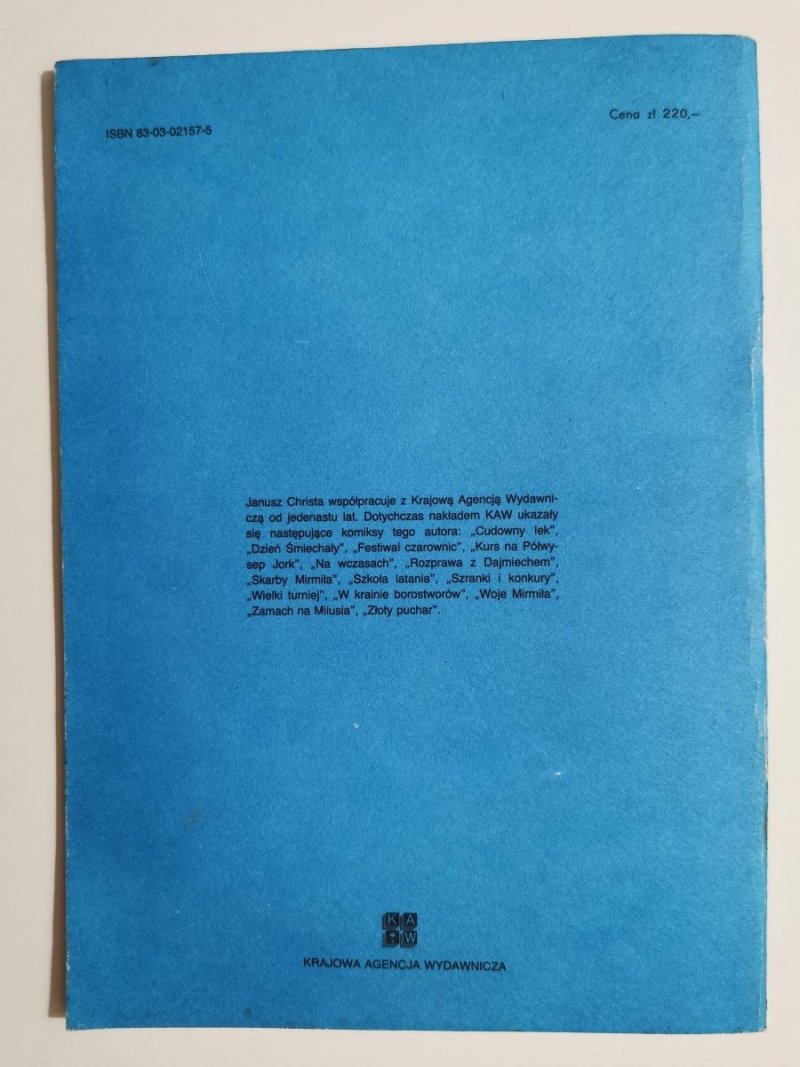 ISBN 83-03-02157-5
Cena zł 220,—
Janusz Christa współpracuje z Krajową Agencją Wydawni-
czą od jedenastu lat. Dotychczas nakładem KAW ukazały
się następujące komiksy tego autora: „Cudowny lek”,
„Dzień Śmiechały”, „Festiwal czarownic”, „Kurs na Półwy-
sep Jork”, „Na wczasach”, „Rozprawa z Dajmiechem”,
„Skarby Mirmiła”, „Szkoła latania”, „Szranki i konkury”,
„Wielki turniej”, „W krainie borostworów”, „Woje Mirmiła”,
„Zamach na Milusia”, „Złoty puchar”.
K A
W
KRAJOWA AGENCJA WYDAWNICZA